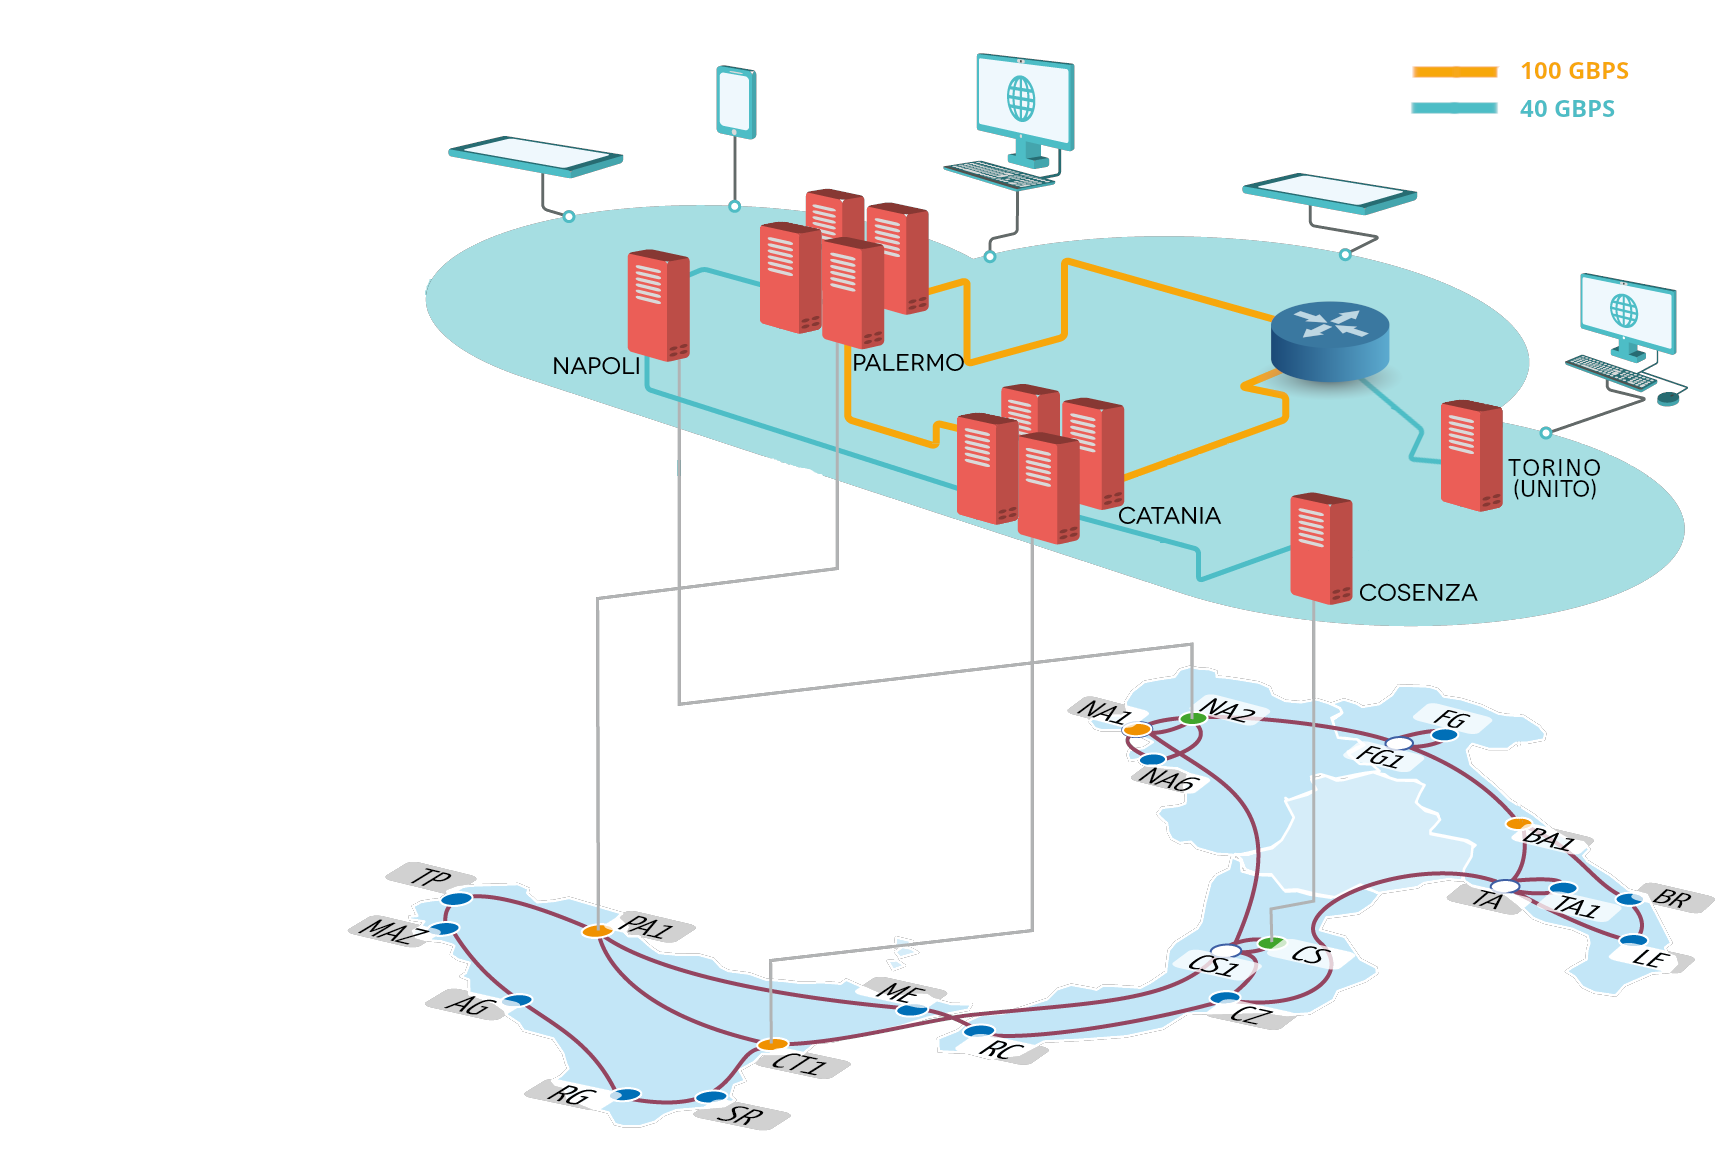 100 GBPS
40 GBPS
NAPOLI
PALERMO
TORINO
(UNITO)
CATANIA
COSENZA
NA1
NA2
FG
FG1
NA6
BA1
TP
TA
TA1
BR
MAZ
PA1
CS1
CS
LE
AG
ME
CZ
RC
CT1
RG
SR